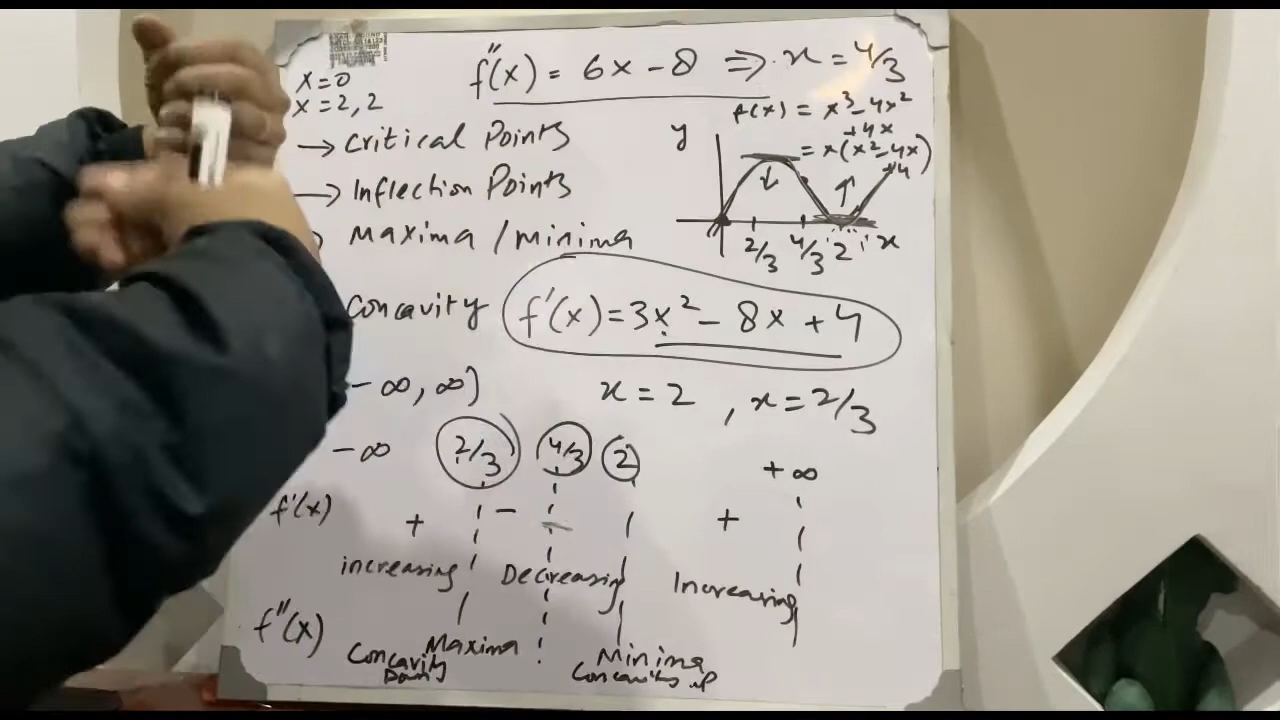 f''(x) = 6x - 8 ⇒ x = 4/3
x=0
x=2,2
f(x) = x³-4x²
+4x
= x(x²-4x
+4)
→ Critical Points
→ Inflection Points
Maxima / minima
y
2/3 4/3 2 x
Concavity
f'(x)=3x² - 8x + 4
-∞, ∞)
x = 2 , x = 2/3
-∞ 2/3 4/3 2 +∞
f'(x) + - - +
increasing Decreasing Increasing
f''(x)
Maxima Minima
Concavity
Concavity up